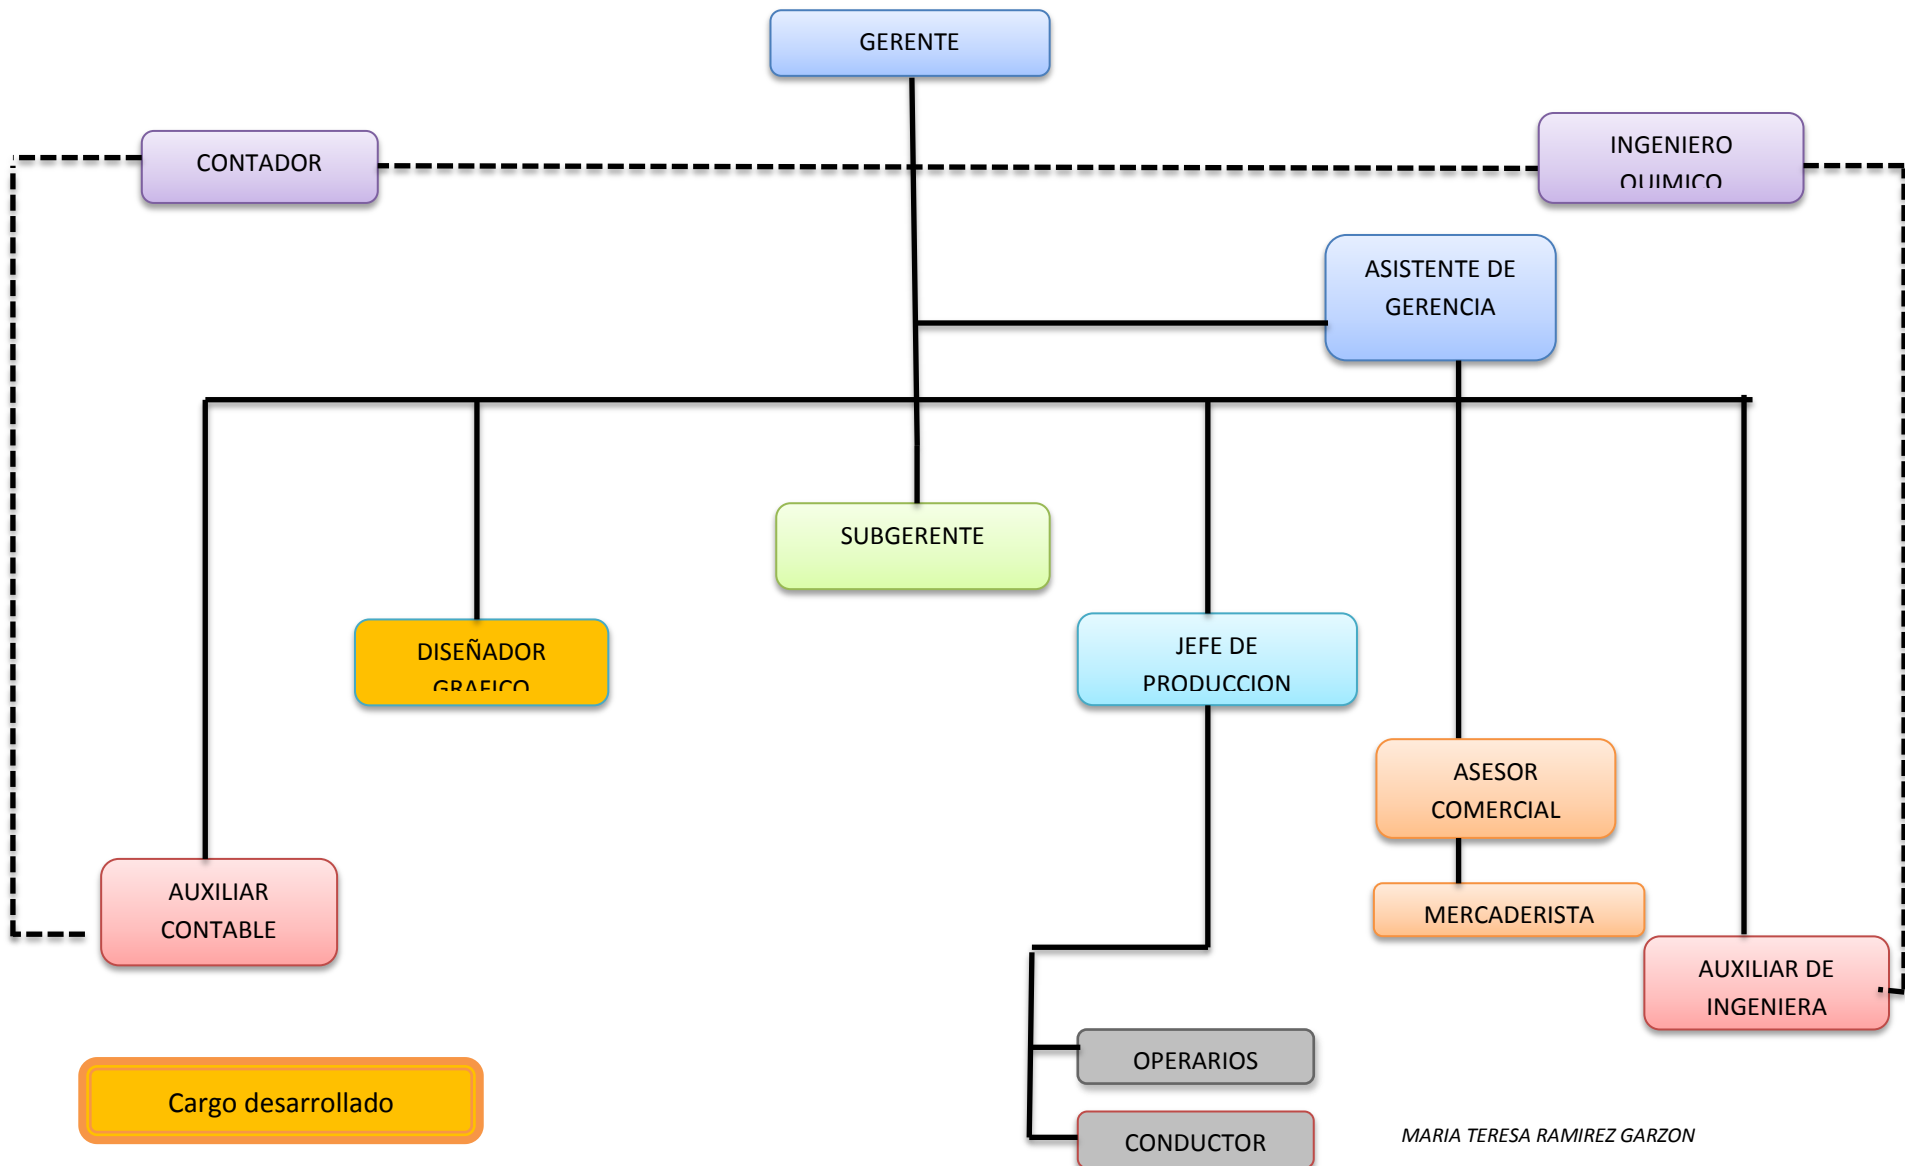 GERENTE
CONTADOR
INGENIERO
QUIMICO
ASISTENTE DE
GERENCIA
SUBGERENTE
DISEÑADOR
GRAFICO
JEFE DE
PRODUCCION
ASESOR
COMERCIAL
AUXILIAR
CONTABLE
MERCADERISTA
AUXILIAR DE
INGENIERA
OPERARIOS
Cargo desarrollado
CONDUCTOR
MARIA TERESA RAMIREZ GARZON